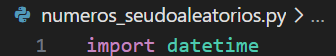 numeros_seudoaleatorios.py > ...
1 import datetime